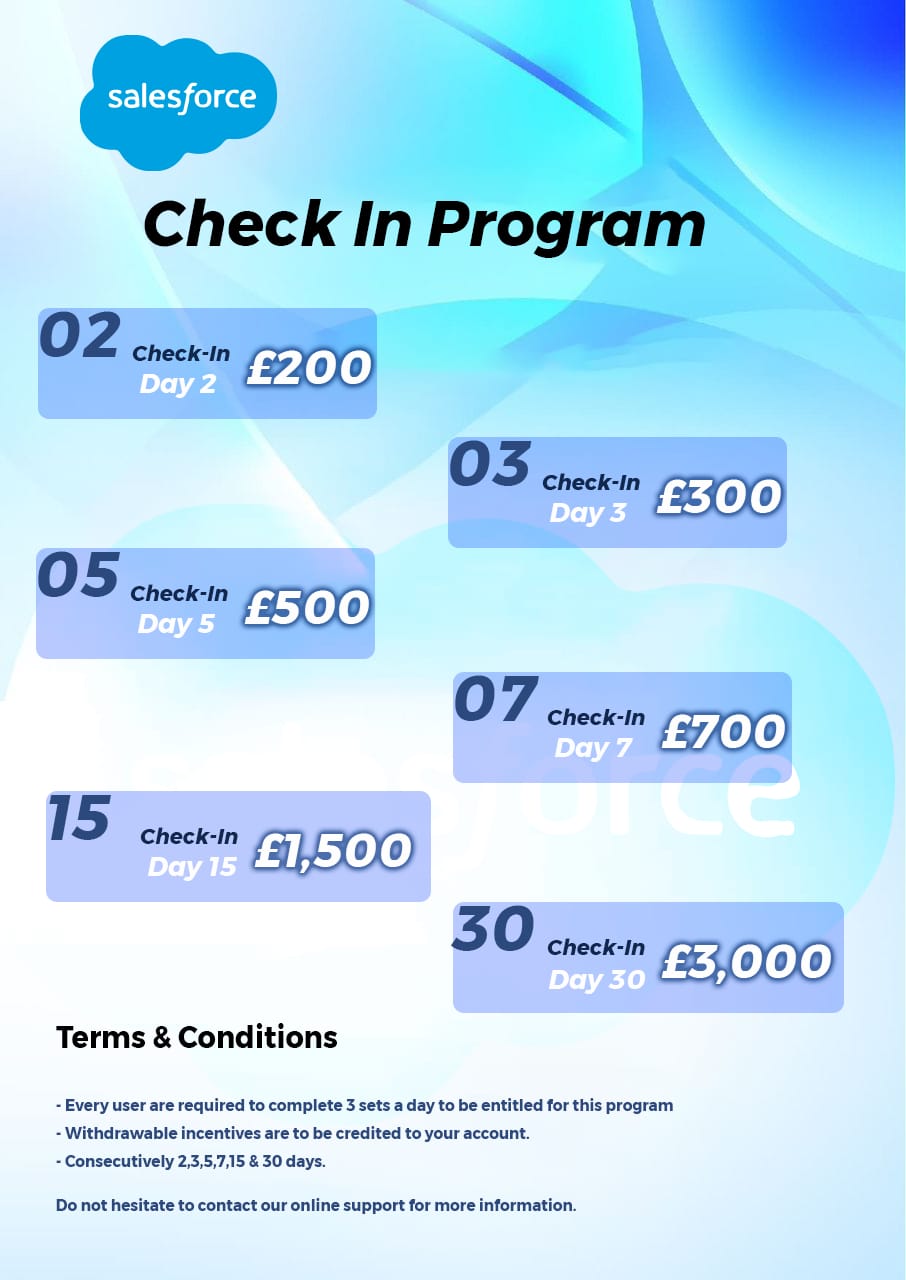 salesforce
Check In Program
02
Check-In
Day 2
£200
03
Check-In
Day 3
£300
05
Check-In
Day 5
£500
07
Check-In
Day 7
£700
15
Check-In
Day 15
£1,500
30
Check-In
Day 30
£3,000
Terms & Conditions
- Every user are required to complete 3 sets a day to be entitled for this program
- Withdrawable incentives are to be credited to your account.
- Consecutively 2,3,5,7,15 & 30 days.
Do not hesitate to contact our online support for more information.